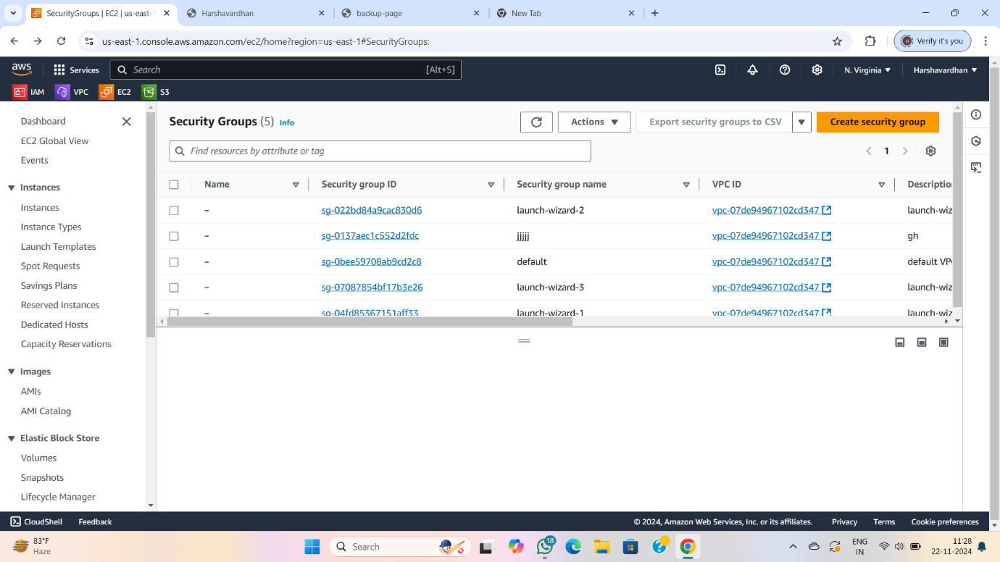 SecurityGroups | EC2 | us-east-1
Harshavardhan
backup-page
New Tab
us-east-1.console.aws.amazon.com/ec2/home?region=us-east-1#SecurityGroups:
Verify it's you
aws
Services
Search
[Alt+S]
N. Virginia
Harshavardhan
IAM
VPC
EC2
S3
Dashboard
EC2 Global View
Events
Instances
Instances
Instance Types
Launch Templates
Spot Requests
Savings Plans
Reserved Instances
Dedicated Hosts
Capacity Reservations
Images
AMIs
AMI Catalog
Elastic Block Store
Volumes
Snapshots
Lifecycle Manager
Security Groups (5) Info
Actions
Export security groups to CSV
Create security group
Find resources by attribute or tag
1
Name Security group ID Security group name VPC ID Descriptio
– sg-022bd84a9cac830d6 launch-wizard-2 vpc-07de94967102cd347 launch-wiz
– sg-0137aec1c552d2fdc jjjjj vpc-07de94967102cd347 gh
– sg-0bee59708ab9cd2c8 default vpc-07de94967102cd347 default VP
– sg-07087854bf17b3e26 launch-wizard-3 vpc-07de94967102cd347 launch-wiz
– sg-04fd85367151aff33 launch-wizard-1 vpc-07de94967102cd347 launch-wiz
CloudShell
Feedback
© 2024, Amazon Web Services, Inc. or its affiliates.
Privacy
Terms
Cookie preferences
83°F
Haze
Search
18
ENG
IN
11:28
22-11-2024